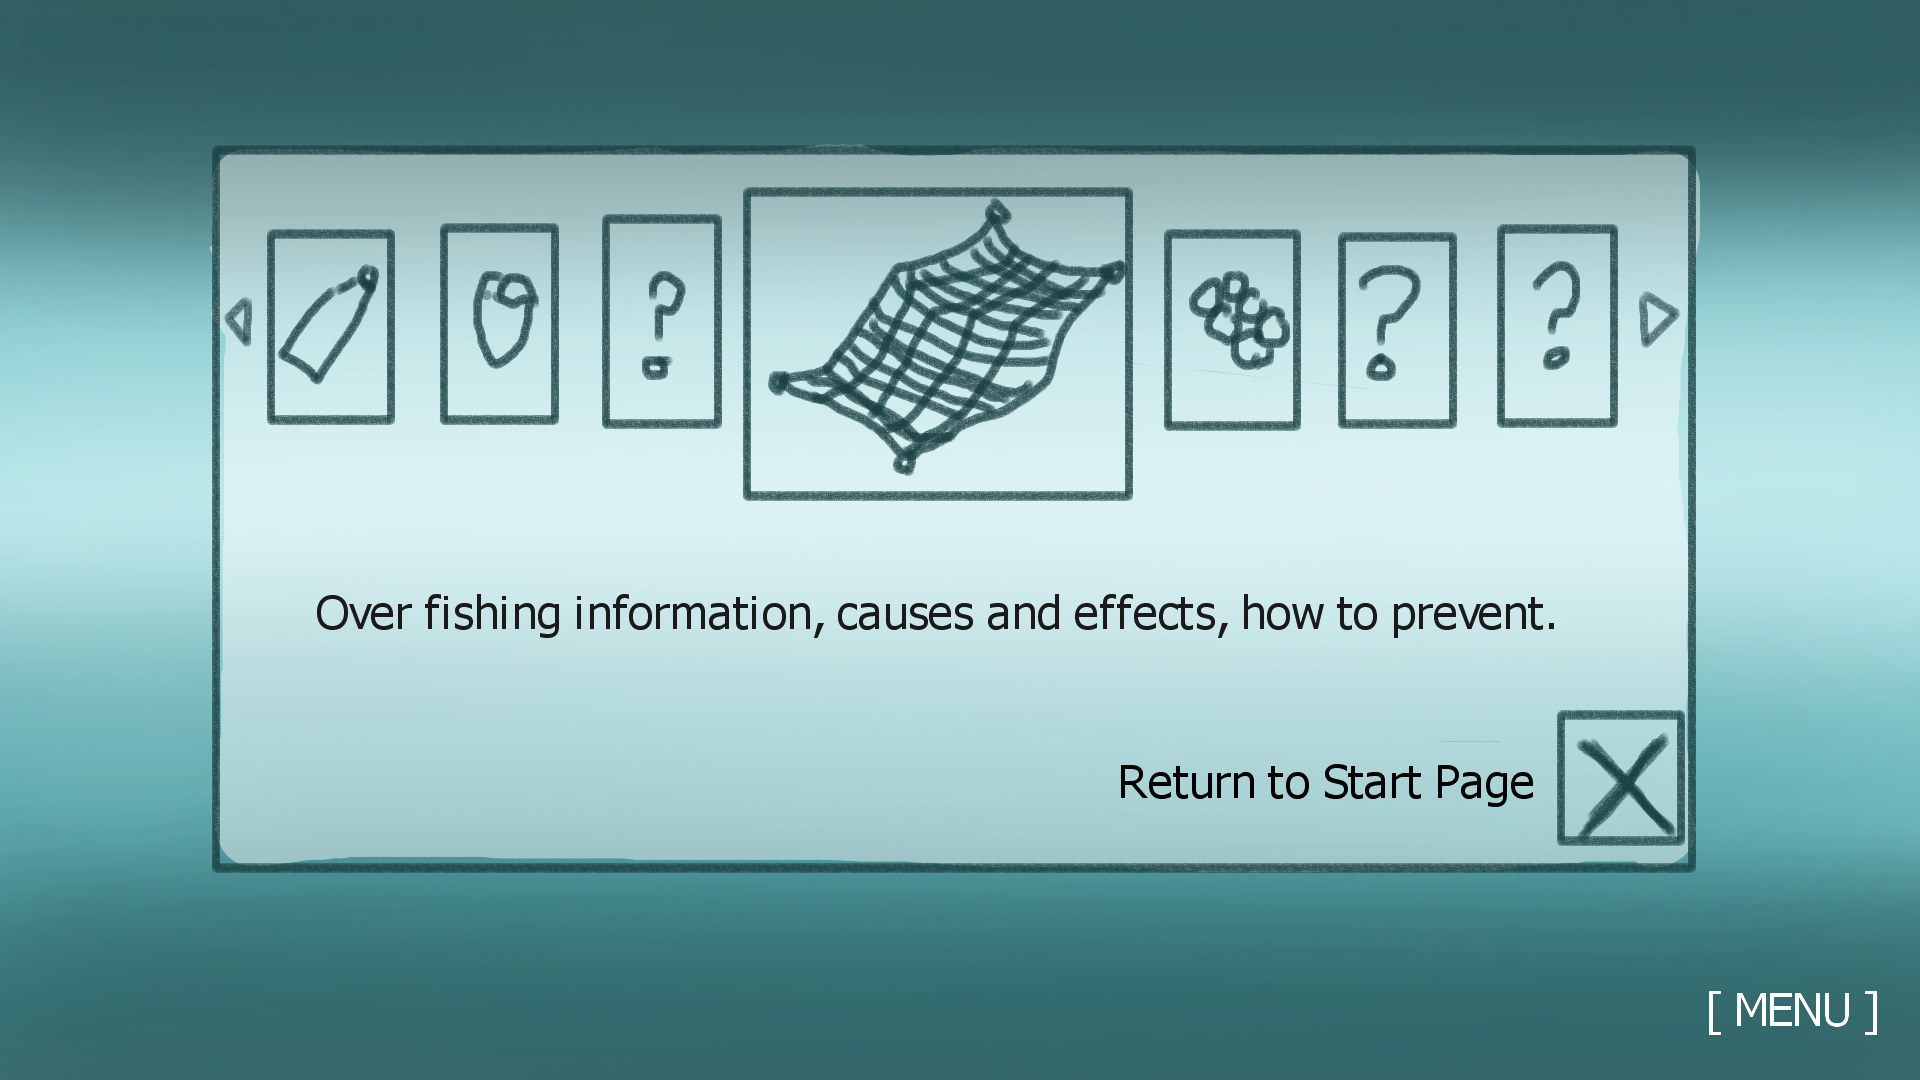 ?
?
?
Over fishing information, causes and effects, how to prevent.
Return to Start Page
X
[ MENU ]